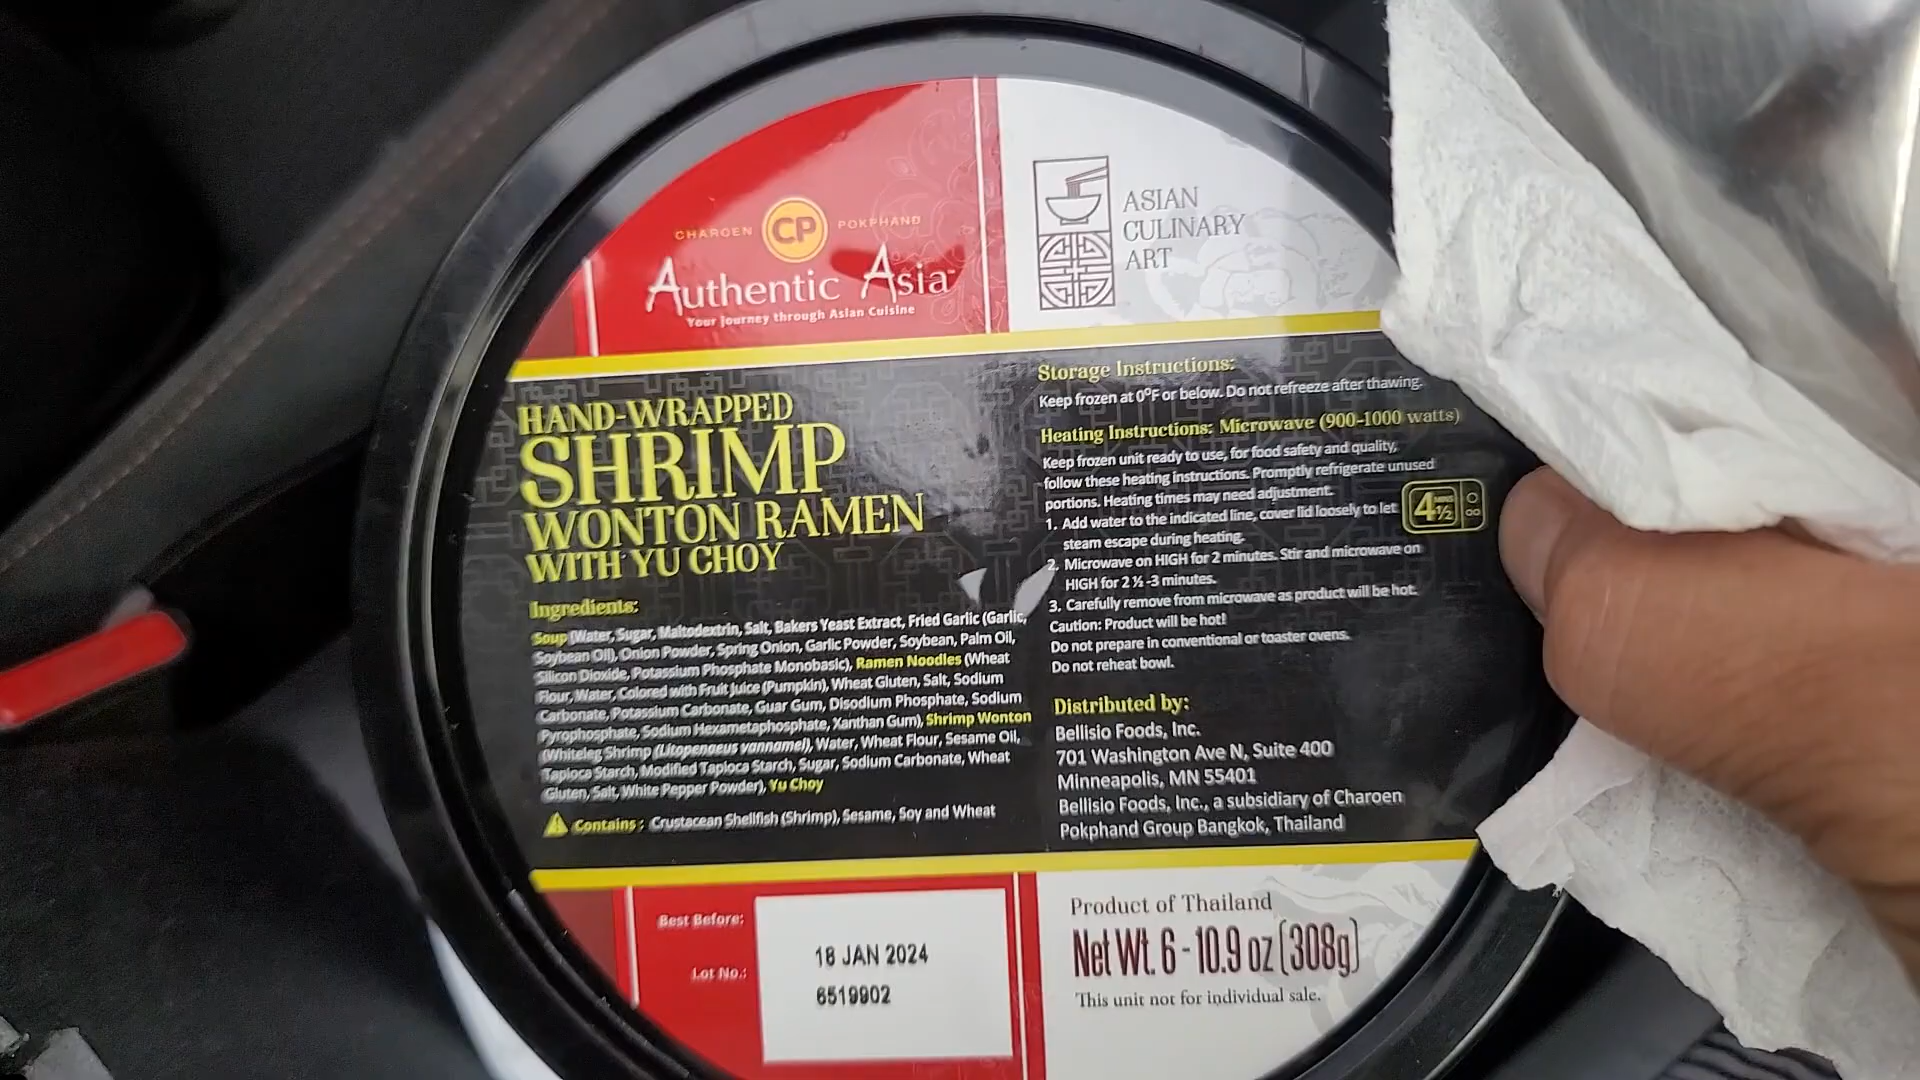 CHAROEN CP POKPHAND
Authentic Asia™
Your Journey through Asian Cuisine
ASIAN
CULINARY
ART
HAND-WRAPPED
SHRIMP
WONTON RAMEN
WITH YU CHOY
Ingredients:
Soup (Water, Sugar, Maltodextrin, Salt, Bakers Yeast Extract, Fried Garlic (Garlic,
Soybean Oil), Onion Powder, Spring Onion, Garlic Powder, Soybean, Palm Oil,
Silicon Dioxide, Potassium Phosphate Monobasic), Ramen Noodles (Wheat
Flour, Water, Colored with Fruit Juice (Pumpkin), Wheat Gluten, Salt, Sodium
Carbonate, Potassium Carbonate, Guar Gum, Disodium Phosphate, Sodium
Pyrophosphate, Sodium Hexametaphosphate, Xanthan Gum), Shrimp Wonton
(Whiteleg Shrimp (Litopenaeus vannamei), Water, Wheat Flour, Sesame Oil,
Tapioca Starch, Modified Tapioca Starch, Sugar, Sodium Carbonate, Wheat
Gluten, Salt, White Pepper Powder), Yu Choy
Contains : Crustacean Shellfish (Shrimp), Sesame, Soy and Wheat
Storage Instructions:
Keep frozen at 0ºF or below. Do not refreeze after thawing.
Heating Instructions: Microwave (900-1000 watts)
Keep frozen unit ready to use, for food safety and quality,
follow these heating instructions. Promptly refrigerate unused
portions. Heating times may need adjustment.
1. Add water to the indicated line, cover lid loosely to let
steam escape during heating.
4 MINS 1/2
2. Microwave on HIGH for 2 minutes. Stir and microwave on
HIGH for 2 ½ -3 minutes.
3. Carefully remove from microwave as product will be hot.
Caution: Product will be hot!
Do not prepare in conventional or toaster ovens.
Do not reheat bowl.
Distributed by:
Bellisio Foods, Inc.
701 Washington Ave N, Suite 400
Minneapolis, MN 55401
Bellisio Foods, Inc., a subsidiary of Charoen
Pokphand Group Bangkok, Thailand
Best Before:
18 JAN 2024
Lot No.:
6519902
Product of Thailand
Net Wt. 6 - 10.9 oz (308g)
This unit not for individual sale.